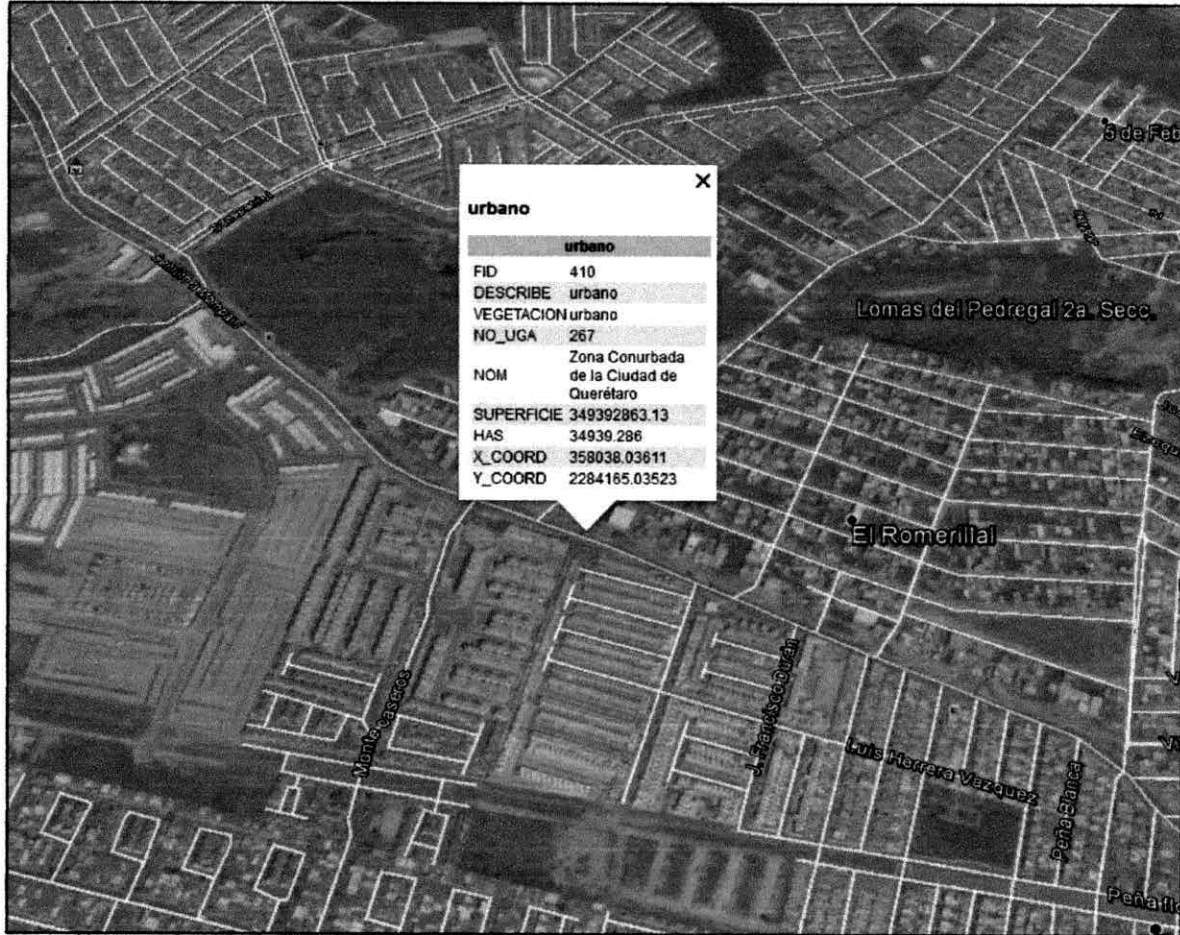 5 de Feb
×
urbano
urbano
FID 410
DESCRIBE urbano
VEGETACION urbano
NO_UGA 267
NOM Zona Conurbada
de la Ciudad de
Querétaro
SUPERFICIE 349392863.13
HAS 34939.286
X_COORD 358038.03611
Y_COORD 2284165.03523
Lomas del Pedregal 2a. Secc.
El Romerillal
Monte Caseros
J. Francisco Durán
Luis Herrera Vazquez
Peña Blanca
Peña flo